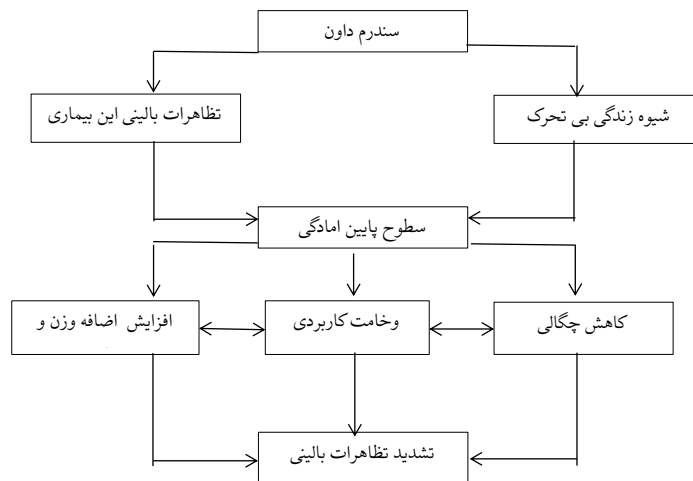 سندرم داون
شیوه زندگی بی تحرک
تظاهرات بالینی این بیماری
سطوح پایین امادگی
کاهش چگالی
وخامت کاربردی
افزایش اضافه وزن و
تشدید تظاهرات بالینی